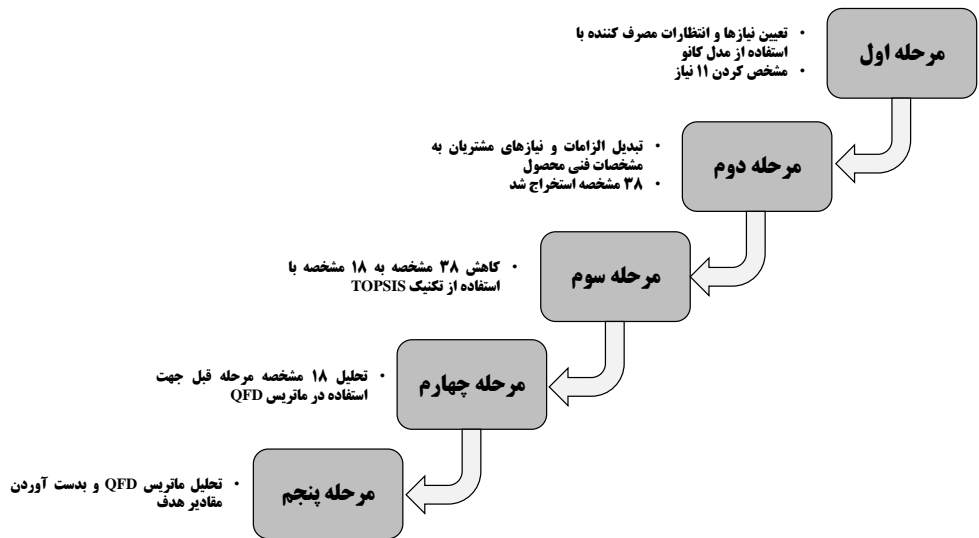 مرحله اول
• تعیین نیازها و انتظارات مصرف کننده با
استفاده از مدل کانو
• مشخص کردن ۱۱ نیاز
مرحله دوم
• تبدیل الزامات و نیازهای مشتریان به
مشخصات فنی محصول
• ۳۸ مشخصه استخراج شد
مرحله سوم
• کاهش ۳۸ مشخصه به ۱۸ مشخصه با
استفاده از تکنیک TOPSIS
مرحله چهارم
• تحلیل ۱۸ مشخصه مرحله قبل جهت
استفاده در ماتریس QFD
مرحله پنجم
• تحلیل ماتریس QFD و بدست آوردن
مقادیر هدف